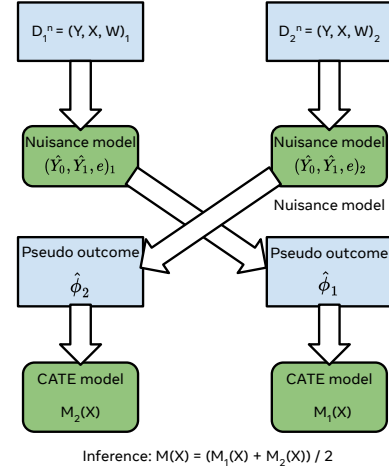 D₁ⁿ = (Y, X, W)₁
D₂ⁿ = (Y, X, W)₂
Nuisance model
(Ŷ₀, Ŷ₁, e)₁
Nuisance model
(Ŷ₀, Ŷ₁, e)₂
Nuisance model
Pseudo outcome
ϕ̂₂
Pseudo outcome
ϕ̂₁
CATE model
M₂(X)
CATE model
M₁(X)
Inference: M(X) = (M₁(X) + M₂(X)) / 2